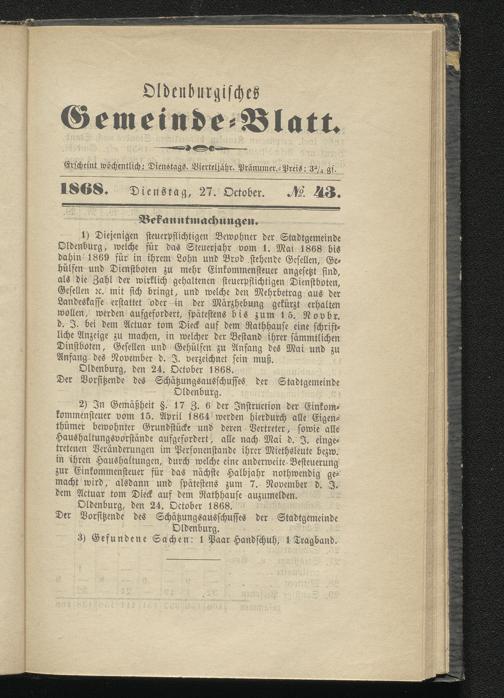 Oldenburgisches
Gemeinde-Blatt.
Erscheint wöchentlich: Dienstags. Vierteljähr. Pränumer.-Preis: 3¾ gr.
1868. Dienstag, 27. October. № 43.
Bekanntmachungen.
1) Diejenigen steuerpflichtigen Bewohner der Stadtgemeinde
Oldenburg, welche für das Steuerjahr vom 1. Mai 1868 bis
dahin 1869 für in ihrem Lohn und Brod stehende Gesellen, Ge-
hülfen und Dienstboten zu mehr Einkommensteuer angesetzt sind,
als die Zahl der wirklich gehaltenen steuerpflichtigen Dienstboten,
Gesellen ꝛc. mit sich bringt, und welche den Mehrbetrag aus der
Landeskasse erstattet oder in der Märzhebung gekürzt erhalten
wollen, werden aufgefordert, spätestens bis zum 15. Novbr.
d. J. bei dem Actuar tom Dieck auf dem Rathhause eine schrift-
liche Anzeige zu machen, in welcher der Bestand ihrer sämmtlichen
Dienstboten, Gesellen und Gehülfen zu Anfang des Mai und zu
Anfang des November d. J. verzeichnet sein muß.
Oldenburg, den 24. October 1868.
Der Vorsitzende des Schätzungsausschusses der Stadtgemeinde
Oldenburg.
2) In Gemäßheit §. 17 Z. 6 der Instruction der Einkom-
kommensteuer vom 15. April 1864 werden hierdurch alle Eigen-
thümer bewohnter Grundstücke und deren Vertreter, sowie alle
Haushaltungsvorstände aufgefordert, alle nach Mai d. J. einge-
tretenen Veränderungen im Personenstande ihrer Miethsleute bezw.
in ihren Haushaltungen, durch welche eine anderweite Besteuerung
zur Einkommensteuer für das nächste Halbjahr nothwendig ge-
macht wird, alsdann und spätestens zum 7. November d. J.
dem Actuar tom Dieck auf dem Rathhause anzumelden.
Oldenburg, den 24. October 1868.
Der Vorsitzende des Schätzungsausschusses der Stadtgemeinde
Oldenburg.
3) Gefundene Sachen: 1 Paar Handschuh, 1 Tragband.